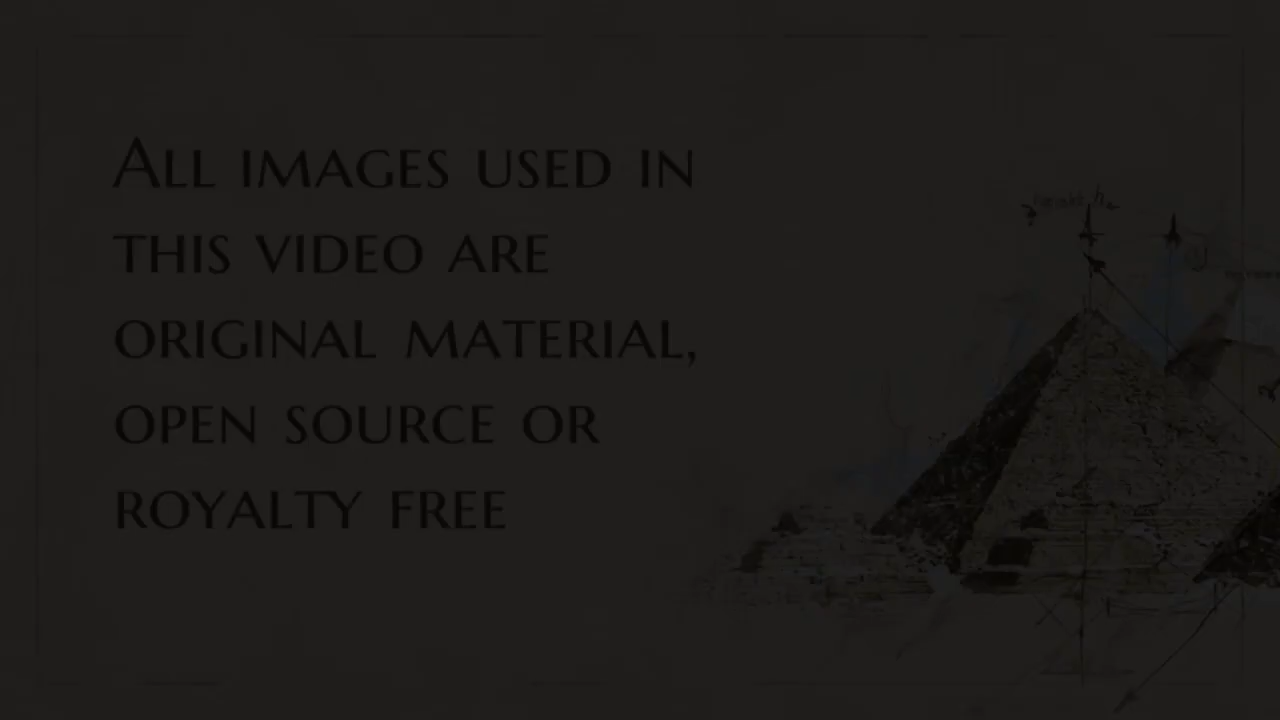 All images used in
this video are
original material,
open source or
royalty free